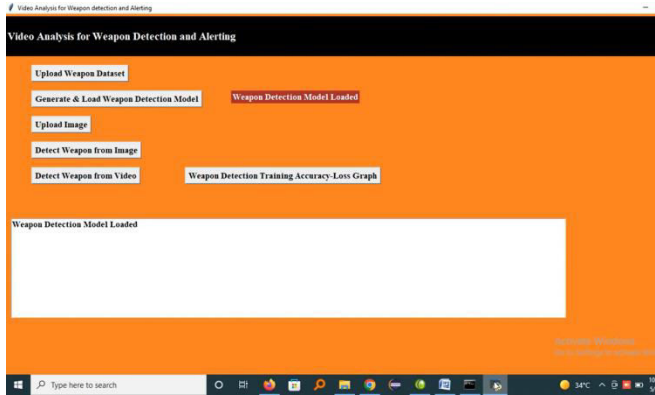 Video Analysis for Weapon detection and Alerting
Video Analysis for Weapon Detection and Alerting
Upload Weapon Dataset
Generate & Load Weapon Detection Model
Weapon Detection Model Loaded
Upload Image
Detect Weapon from Image
Detect Weapon from Video
Weapon Detection Training Accuracy-Loss Graph
Weapon Detection Model Loaded
Activate Windows
Type here to search
34°C